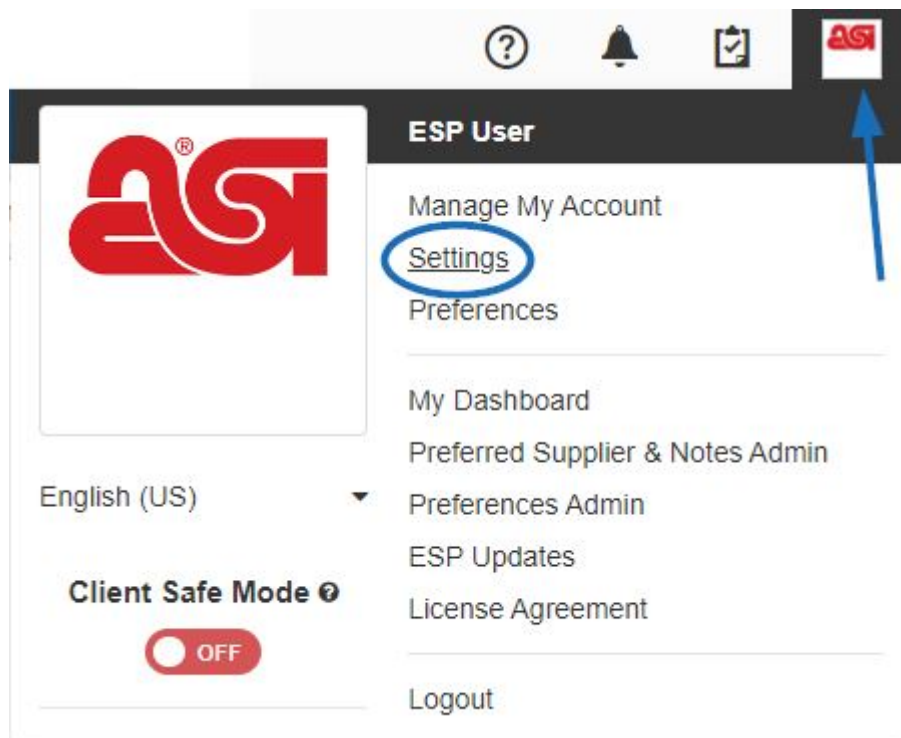 asi
ESP User
asi®
Manage My Account
Settings
Preferences
My Dashboard
Preferred Supplier & Notes Admin
English (US)
Preferences Admin
ESP Updates
Client Safe Mode
License Agreement
OFF
Logout